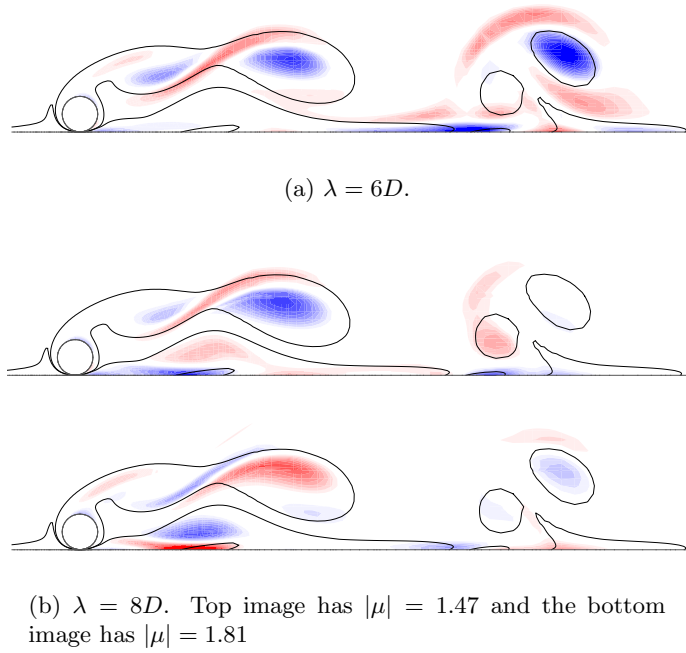 (a) λ = 6D.
(b) λ = 8D. Top image has |μ| = 1.47 and the bottom
image has |μ| = 1.81